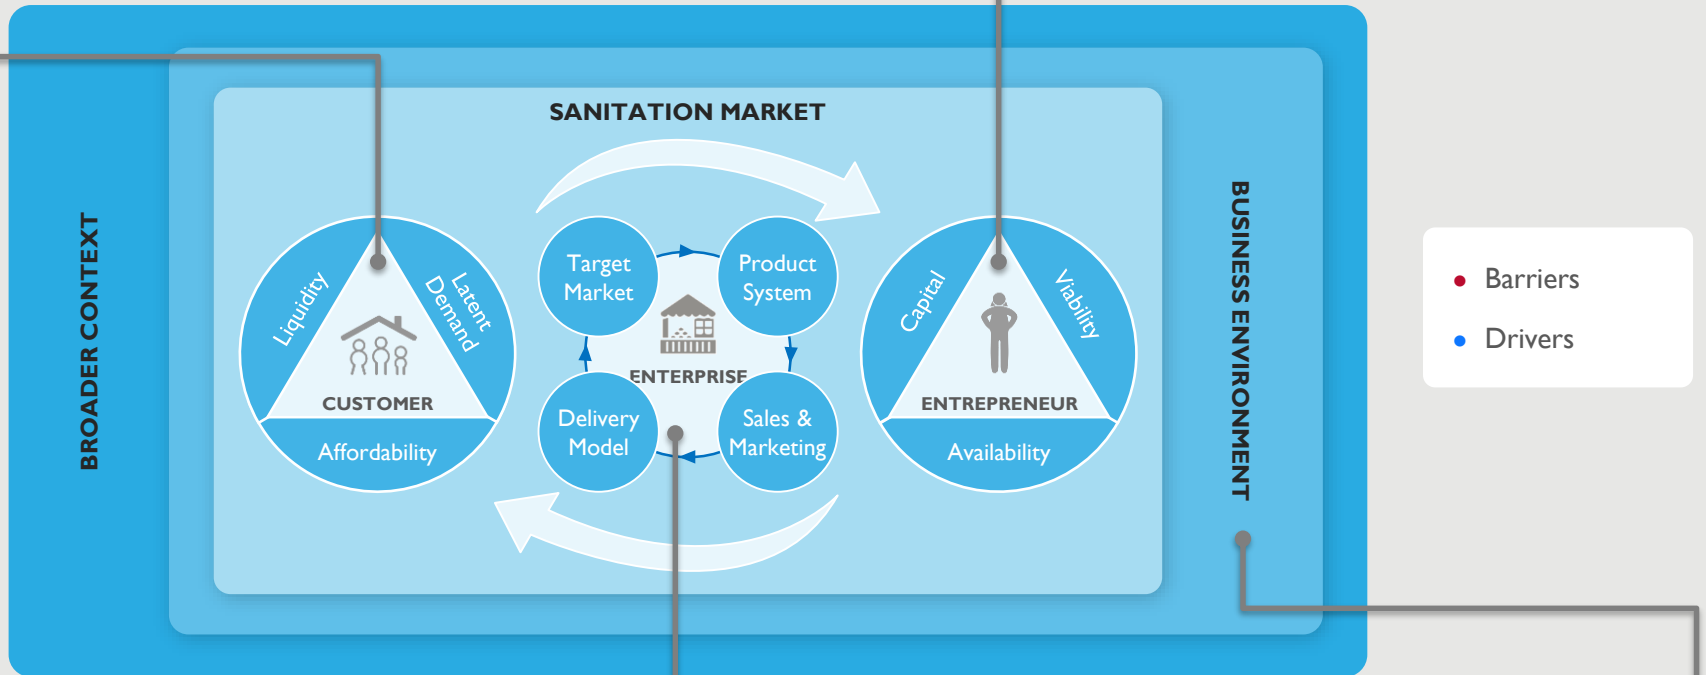 SANITATION MARKET
BROADER CONTEXT
Liquidity
Latent
Demand
CUSTOMER
Affordability
Target
Market
Product
System
ENTERPRISE
Delivery
Model
Sales &
Marketing
Capital
Viability
ENTREPRENEUR
Availability
BUSINESS ENVIRONMENT
Barriers
Drivers